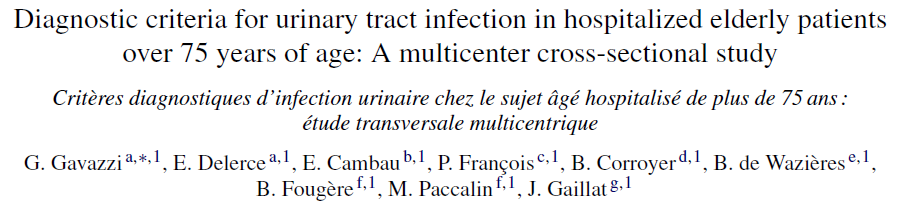 Diagnostic criteria for urinary tract infection in hospitalized elderly patients
over 75 years of age: A multicenter cross-sectional study
Critères diagnostiques d’infection urinaire chez le sujet âgé hospitalisé de plus de 75 ans :
étude transversale multicentrique
G. Gavazzi a,∗,1, E. Delerce a,1, E. Cambau b,1, P. François c,1, B. Corroyer d,1, B. de Wazières e,1,
B. Fougère f,1, M. Paccalin f,1, J. Gaillat g,1